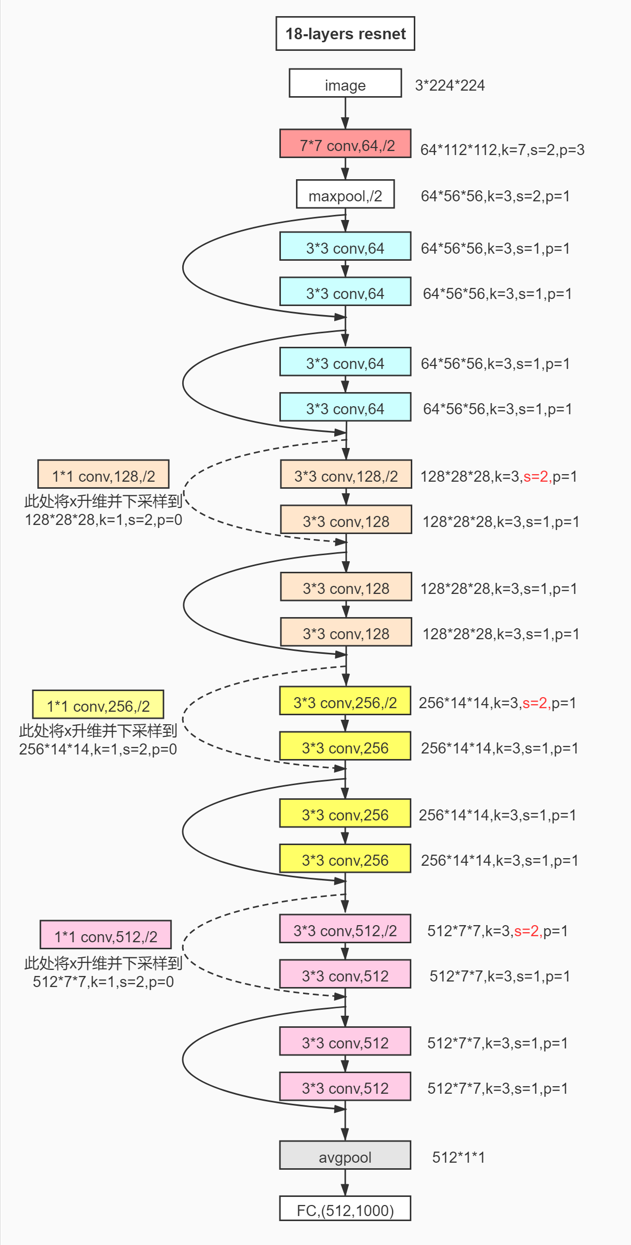 18-layers resnet
image
3*224*224
7*7 conv,64,/2
64*112*112,k=7,s=2,p=3
maxpool,/2
64*56*56,k=3,s=2,p=1
3*3 conv,64
64*56*56,k=3,s=1,p=1
3*3 conv,64
64*56*56,k=3,s=1,p=1
3*3 conv,64
64*56*56,k=3,s=1,p=1
3*3 conv,64
64*56*56,k=3,s=1,p=1
1*1 conv,128,/2
此处将x升维并下采样到
128*28*28,k=1,s=2,p=0
3*3 conv,128,/2
128*28*28,k=3,s=2,p=1
3*3 conv,128
128*28*28,k=3,s=1,p=1
3*3 conv,128
128*28*28,k=3,s=1,p=1
3*3 conv,128
128*28*28,k=3,s=1,p=1
1*1 conv,256,/2
此处将x升维并下采样到
256*14*14,k=1,s=2,p=0
3*3 conv,256,/2
256*14*14,k=3,s=2,p=1
3*3 conv,256
256*14*14,k=3,s=1,p=1
3*3 conv,256
256*14*14,k=3,s=1,p=1
3*3 conv,256
256*14*14,k=3,s=1,p=1
1*1 conv,512,/2
此处将x升维并下采样到
512*7*7,k=1,s=2,p=0
3*3 conv,512,/2
512*7*7,k=3,s=2,p=1
3*3 conv,512
512*7*7,k=3,s=1,p=1
3*3 conv,512
512*7*7,k=3,s=1,p=1
3*3 conv,512
512*7*7,k=3,s=1,p=1
avgpool
512*1*1
FC,(512,1000)